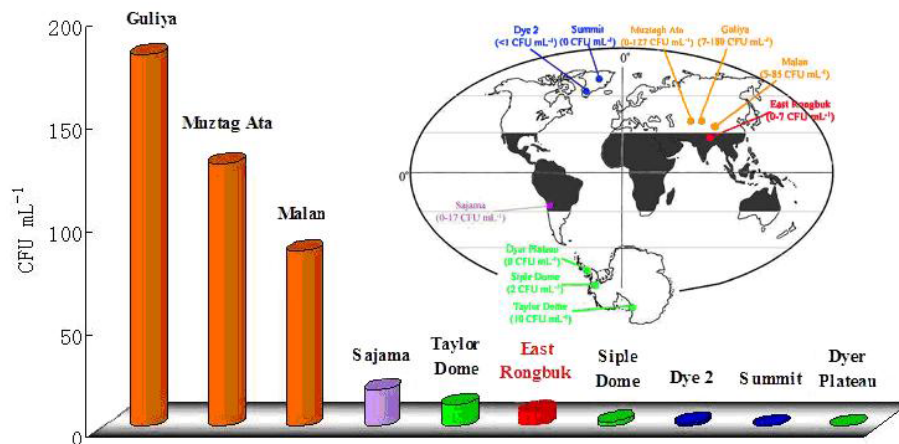 Guliya
200
Muztag Ata
150
Malan
100
50
0
CFU mL⁻¹
Sajama
Taylor
Dome
East
Rongbuk
Siple
Dome
Dye 2
Summit
Dyer
Plateau
Dye 2
(<1 CFU mL⁻¹)
Summit
(0 CFU mL⁻¹)
Muztagh Ata
(0-127 CFU mL⁻¹)
Guliya
(7-180 CFU mL⁻¹)
Malan
(5-85 CFU mL⁻¹)
East Rongbuk
(0-7 CFU mL⁻¹)
0°
0°
Sajama
(0-17 CFU mL⁻¹)
Dyer Plateau
(0 CFU mL⁻¹)
Siple Dome
(2 CFU mL⁻¹)
Taylor Dome
(10 CFU mL⁻¹)